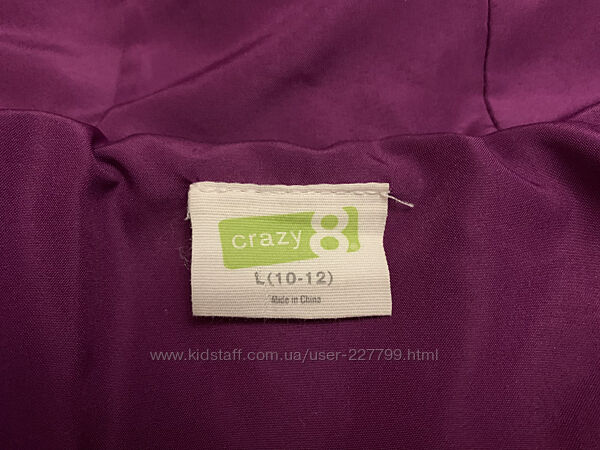 crazy 8
L (10-12)
Made in China
www.kidstaff.com.ua/user-227799.html